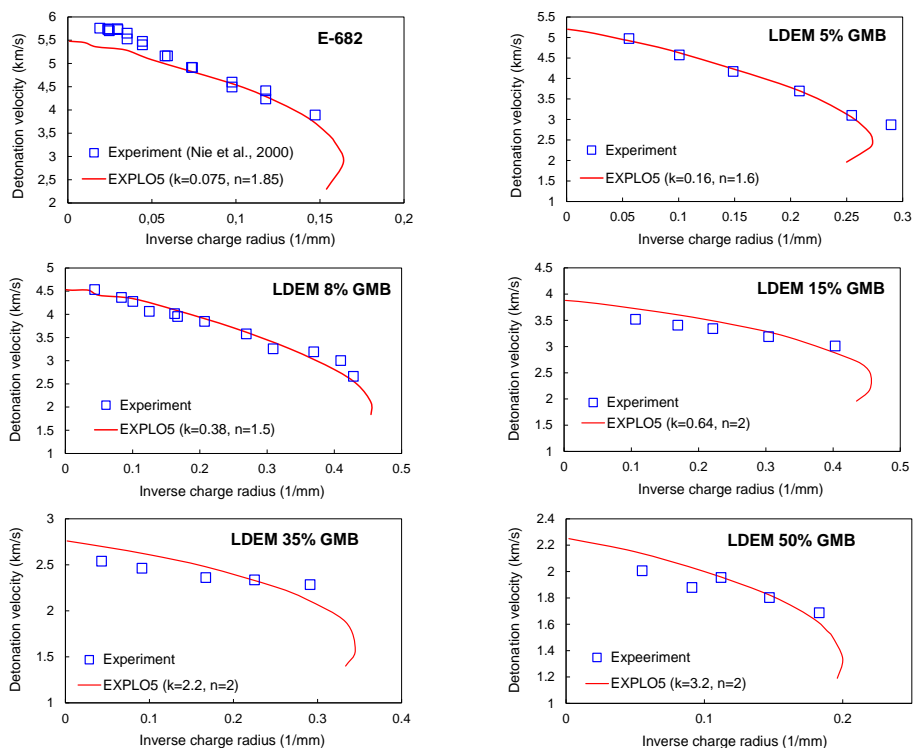 E-682
Detonation velocity (km/s)
6
5,5
5
4,5
4
3,5
3
2,5
2
Experiment (Nie et al., 2000)
EXPLO5 (k=0.075, n=1.85)
0
0,05
0,1
0,15
0,2
Inverse charge radius (1/mm)
LDEM 5% GMB
Detonation velocity (km/s)
5.5
5
4.5
4
3.5
3
2.5
2
1.5
1
Experiment
EXPLO5 (k=0.16, n=1.6)
0
0.05
0.1
0.15
0.2
0.25
0.3
Inverse charge radius (1/mm)
LDEM 8% GMB
Detonation velocity (km/s)
5
4.5
4
3.5
3
2.5
2
1.5
1
Experiment
EXPLO5 (k=0.38, n=1.5)
0
0.1
0.2
0.3
0.4
0.5
Inverse charge radius (1/mm)
LDEM 15% GMB
Detonation velocity (km/s)
4.5
4
3.5
3
2.5
2
1.5
1
Experiment
EXPLO5 (k=0.64, n=2)
0
0.1
0.2
0.3
0.4
0.5
Inverse charge radius (1/mm)
LDEM 35% GMB
Detonation velocity (km/s)
3
2.5
2
1.5
1
Experiment
EXPLO5 (k=2.2, n=2)
0
0.1
0.2
0.3
0.4
Inverse charge radius (1/mm)
LDEM 50% GMB
Detonation velocity (km/s)
2.4
2.2
2
1.8
1.6
1.4
1.2
1
Expeeriment
EXPLO5 (k=3.2, n=2)
0
0.1
0.2
Inverse charge radius (1/mm)